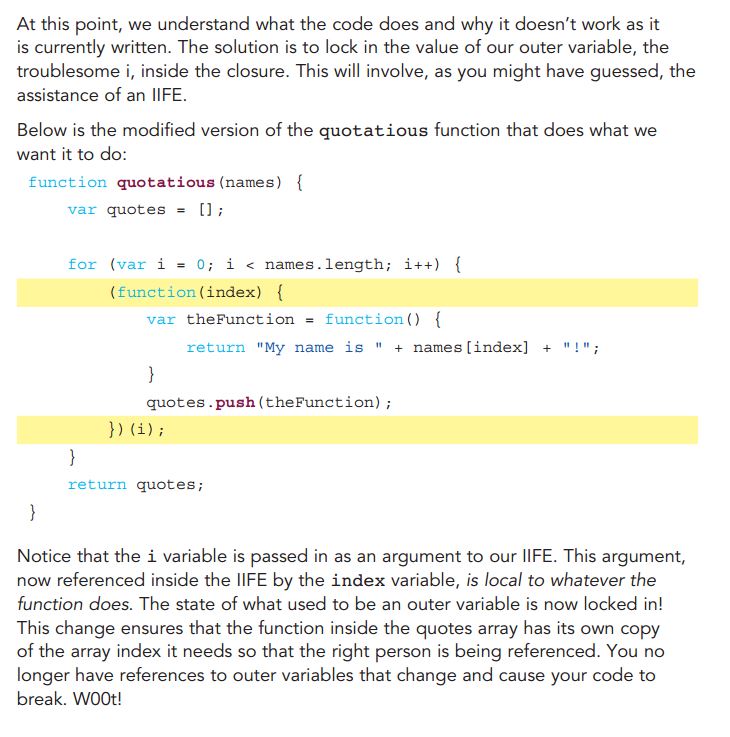 At this point, we understand what the code does and why it doesn’t work as it
is currently written. The solution is to lock in the value of our outer variable, the
troublesome i, inside the closure. This will involve, as you might have guessed, the
assistance of an IIFE.
Below is the modified version of the quotatious function that does what we
want it to do:
function quotatious(names) {
    var quotes = [];

    for (var i = 0; i < names.length; i++) {
        (function(index) {
            var theFunction = function() {
                return "My name is " + names[index] + "!";
            }
            quotes.push(theFunction);
        })(i);
    }
    return quotes;
}
Notice that the i variable is passed in as an argument to our IIFE. This argument,
now referenced inside the IIFE by the index variable, is local to whatever the
function does. The state of what used to be an outer variable is now locked in!
This change ensures that the function inside the quotes array has its own copy
of the array index it needs so that the right person is being referenced. You no
longer have references to outer variables that change and cause your code to
break. W00t!